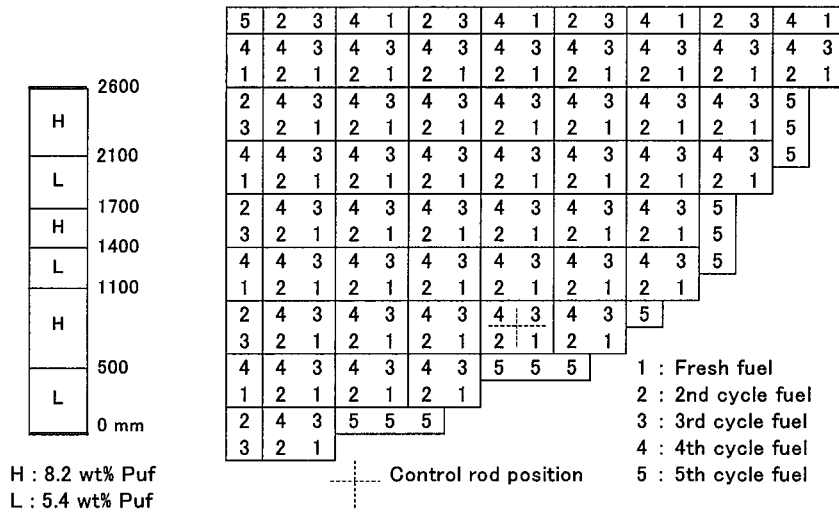 2600
H
2100
L
1700
H
1400
L
1100
H
500
L
0 mm
H : 8.2 wt% Puf
L : 5.4 wt% Puf
5 2 3 4 1 2 3 4 1 2 3 4 1 2 3 4 1
4 4 3 4 3 4 3 4 3 4 3 4 3 4 3 4 3
1 2 1 2 1 2 1 2 1 2 1 2 1 2 1 2 1
2 4 3 4 3 4 3 4 3 4 3 4 3 4 3 5
3 2 1 2 1 2 1 2 1 2 1 2 1 2 1 5
4 4 3 4 3 4 3 4 3 4 3 4 3 4 3 5
1 2 1 2 1 2 1 2 1 2 1 2 1 2 1
2 4 3 4 3 4 3 4 3 4 3 4 3 5
3 2 1 2 1 2 1 2 1 2 1 2 1 5
4 4 3 4 3 4 3 4 3 4 3 4 3 5
1 2 1 2 1 2 1 2 1 2 1 2 1
2 4 3 4 3 4 3 4 3 4 3 5
3 2 1 2 1 2 1 2 1 2 1
4 4 3 4 3 4 3 5 5 5
1 2 1 2 1 2 1
2 4 3 5 5 5
3 2 1
Control rod position
1 : Fresh fuel
2 : 2nd cycle fuel
3 : 3rd cycle fuel
4 : 4th cycle fuel
5 : 5th cycle fuel